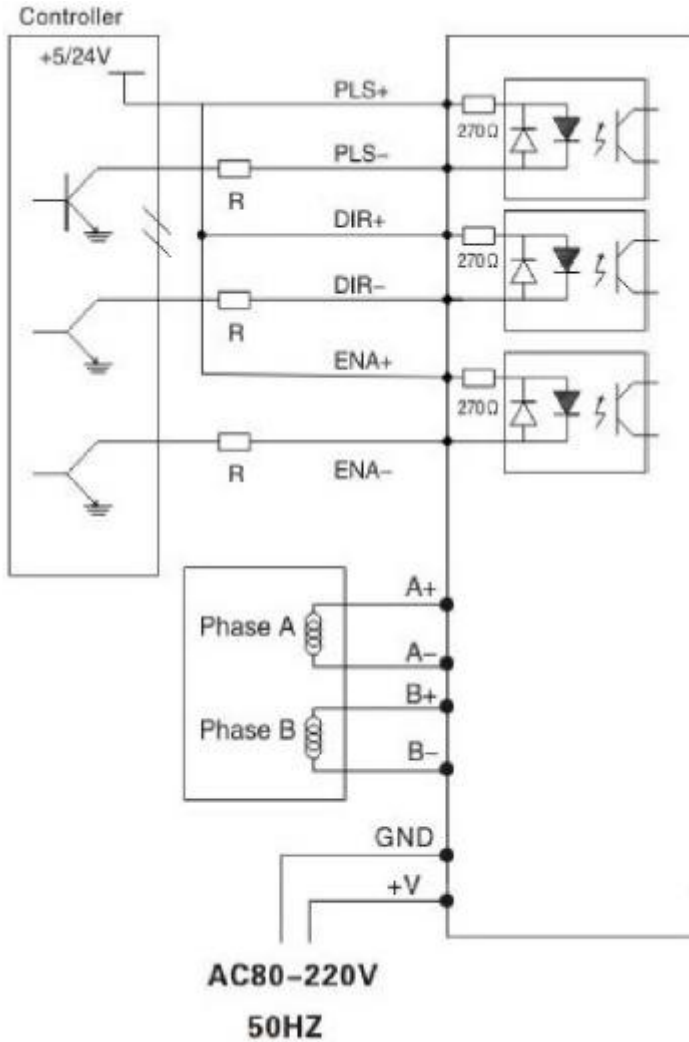 Controller
+5/24V
PLS+
270Ω
PLS−
R
DIR+
270Ω
DIR−
R
ENA+
270Ω
R
ENA−
A+
Phase A
A−
B+
Phase B
B−
GND
+V
AC80−220V
50HZ